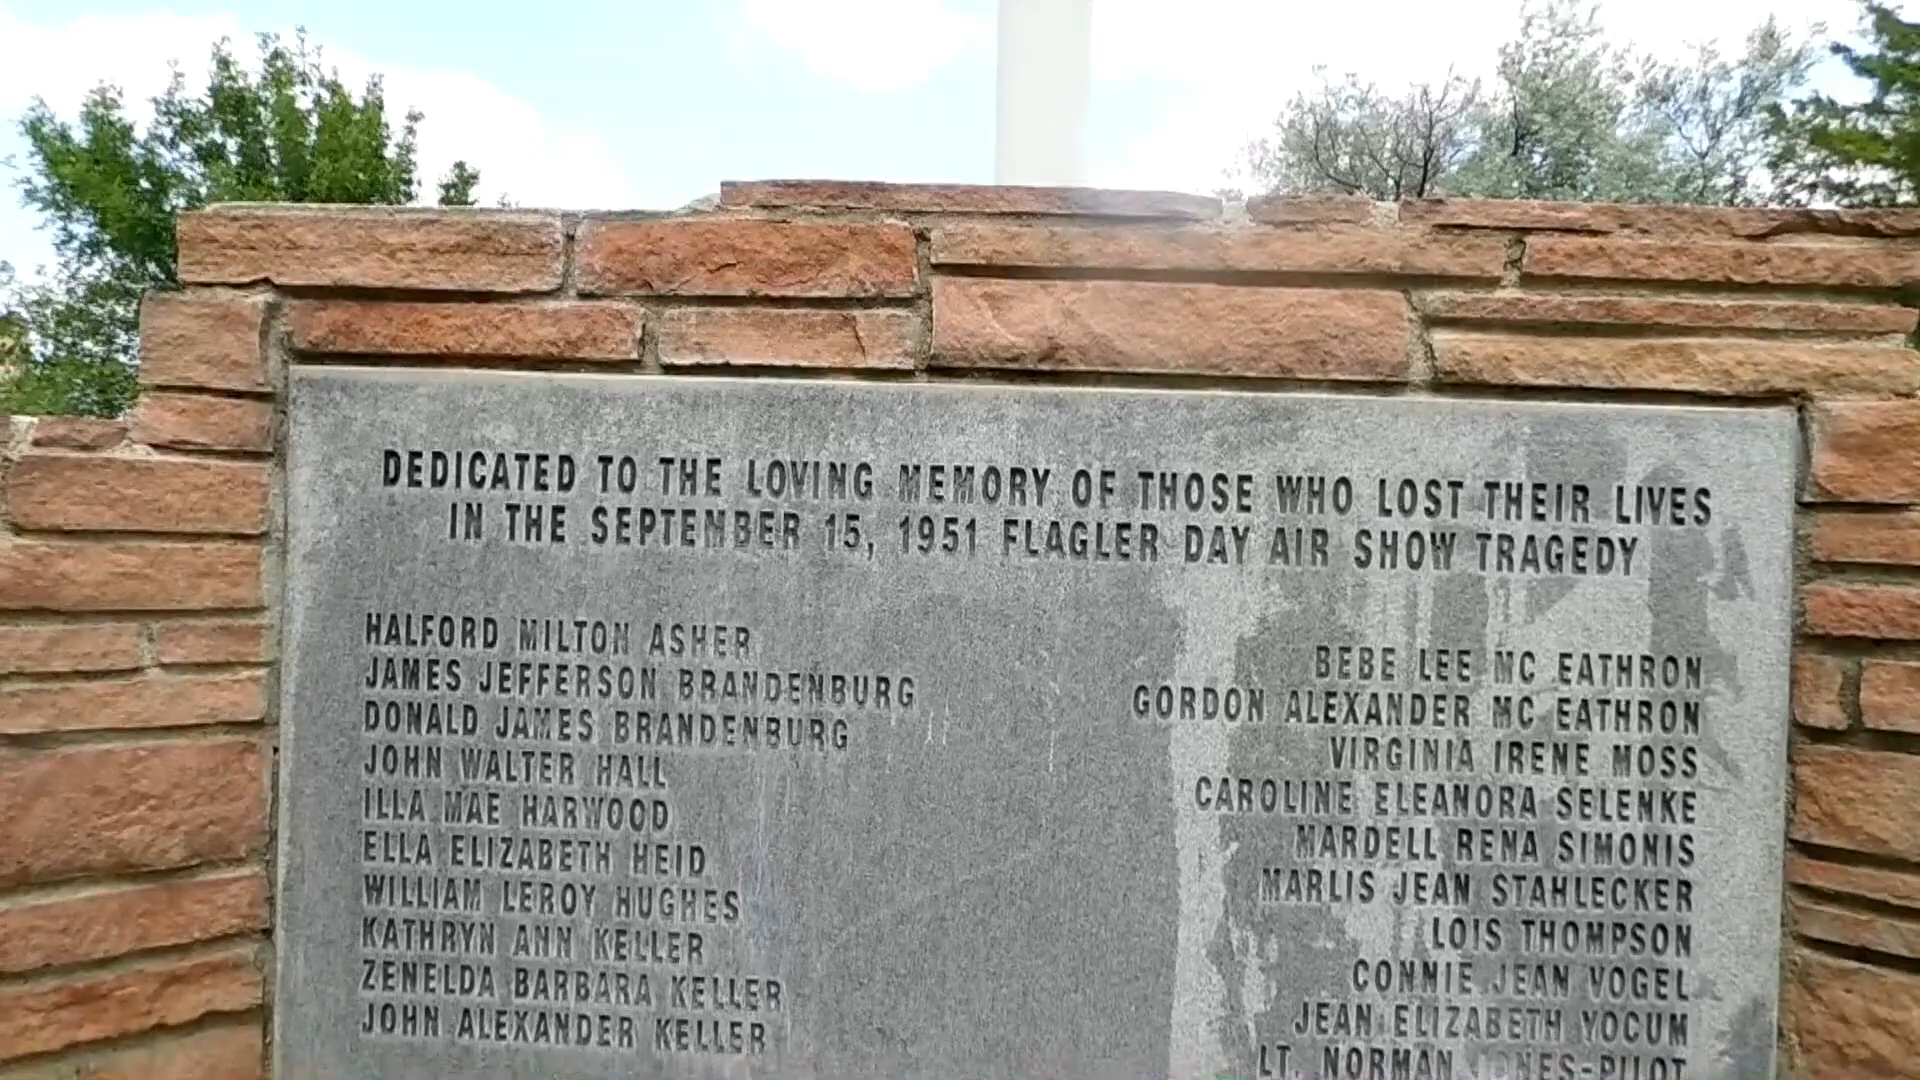 DEDICATED TO THE LOVING MEMORY OF THOSE WHO LOST THEIR LIVES
IN THE SEPTEMBER 15, 1951 FLAGLER DAY AIR SHOW TRAGEDY
HALFORD MILTON ASHER
JAMES JEFFERSON BRANDENBURG
DONALD JAMES BRANDENBURG
JOHN WALTER HALL
ILLA MAE HARWOOD
ELLA ELIZABETH HEID
WILLIAM LEROY HUGHES
KATHRYN ANN KELLER
ZENELDA BARBARA KELLER
JOHN ALEXANDER KELLER
BEBE LEE MC EATHRON
GORDON ALEXANDER MC EATHRON
VIRGINIA IRENE MOSS
CAROLINE ELEANORA SELENKE
MARDELL RENA SIMONIS
MARLIS JEAN STAHLECKER
LOIS THOMPSON
CONNIE JEAN VOGEL
JEAN ELIZABETH YOCUM
LT. NORMAN JONES-PILOT